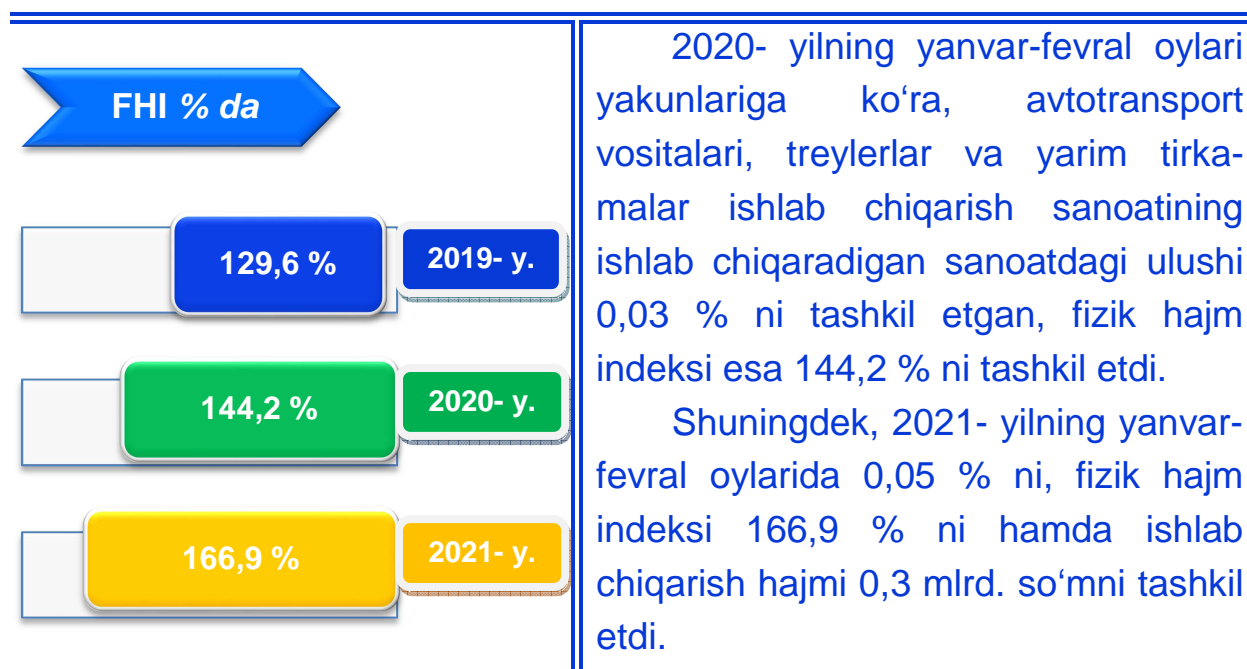 FHI % da
129,6 %
2019- y.
144,2 %
2020- y.
166,9 %
2021- y.
2020- yilning yanvar-fevral oylari
yakunlariga ko‘ra, avtotransport
vositalari, treylerlar va yarim tirka-
malar ishlab chiqarish sanoatining
ishlab chiqaradigan sanoatdagi ulushi
0,03 % ni tashkil etgan, fizik hajm
indeksi esa 144,2 % ni tashkil etdi.
Shuningdek, 2021- yilning yanvar-
fevral oylarida 0,05 % ni, fizik hajm
indeksi 166,9 % ni hamda ishlab
chiqarish hajmi 0,3 mlrd. so‘mni tashkil
etdi.